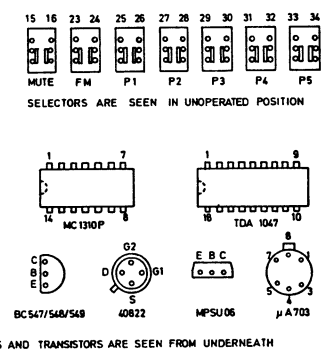 15 16 23 24 25 26 27 28 29 30 31 32 33 34
MUTE FM P1 P2 P3 P4 P5
SELECTORS ARE SEEN IN UNOPERATED POSITION
1 7 1 9
14 8 16 10
MC1310P TDA 1047
G2 6
C D G1 E B C 7 1
B
E S 5 3
4
BC547/548/549 40822 MPSU06 µA703
S AND TRANSISTORS ARE SEEN FROM UNDERNEATH